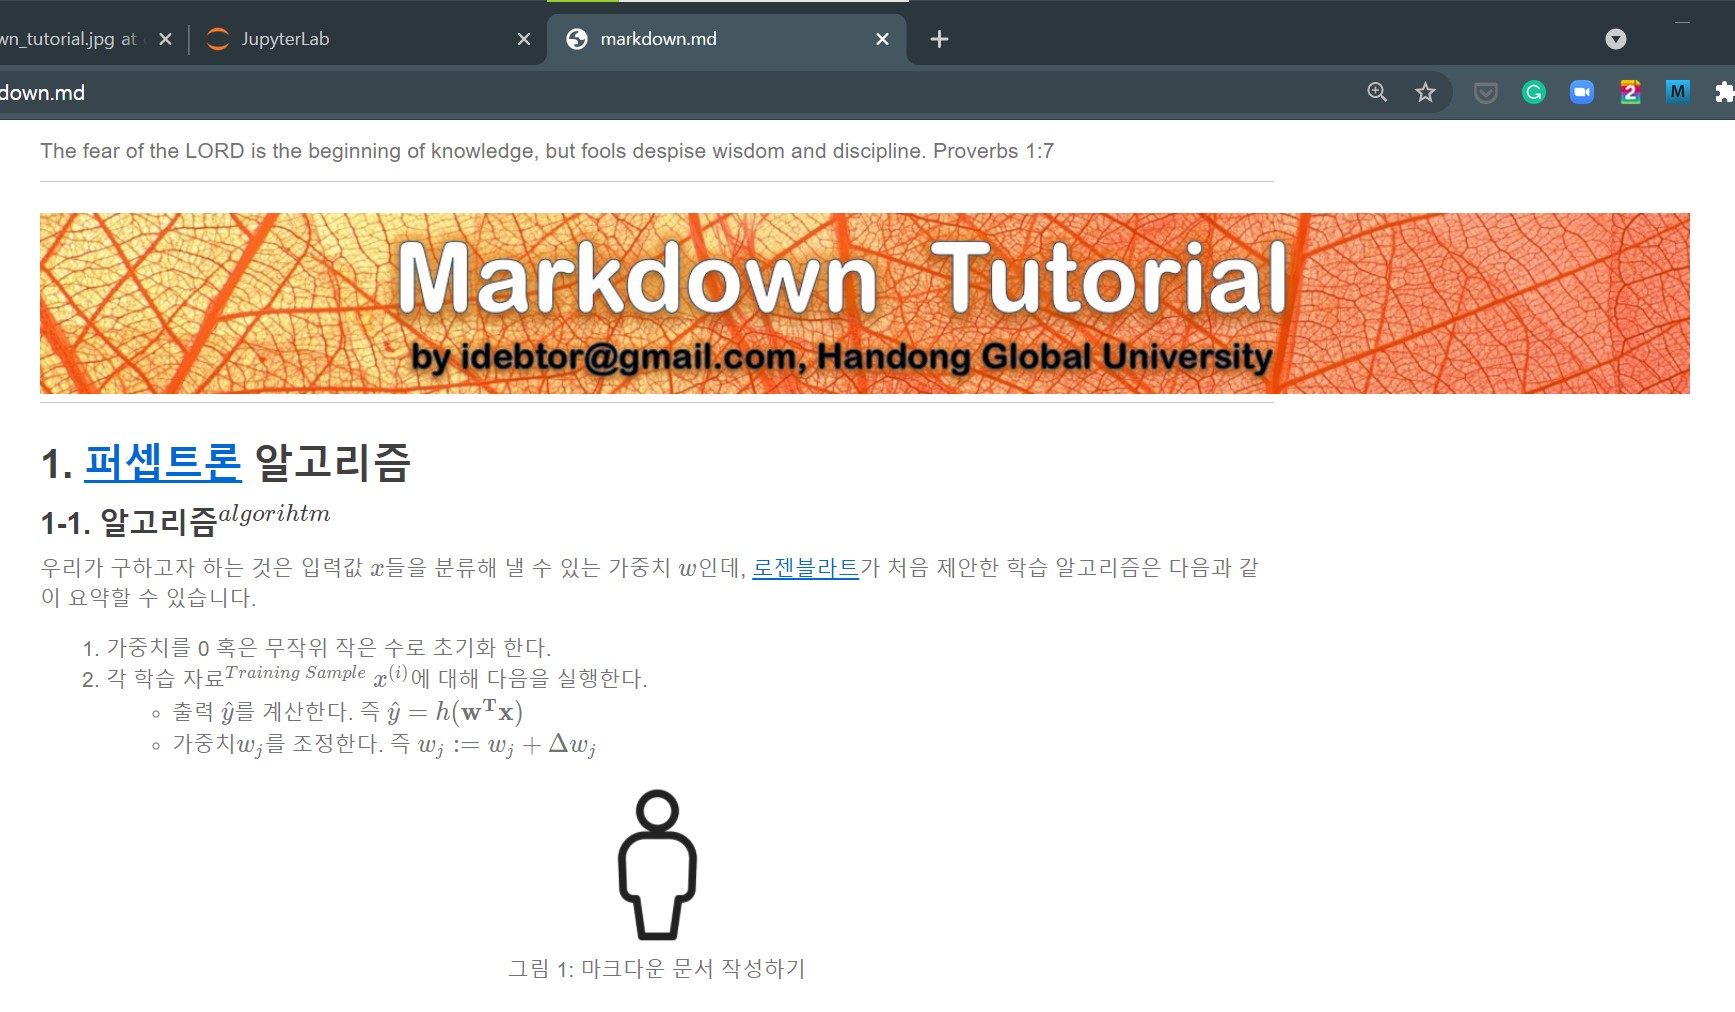 wn_tutorial.jpg at
JupyterLab
markdown.md
down.md
The fear of the LORD is the beginning of knowledge, but fools despise wisdom and discipline. Proverbs 1:7
Markdown Tutorial
by idebtor@gmail.com, Handong Global University
1. 퍼셉트론 알고리즘
1-1. 알고리즘^algorihtm
우리가 구하고자 하는 것은 입력값 x들을 분류해 낼 수 있는 가중치 w인데, 로젠블라트가 처음 제안한 학습 알고리즘은 다음과 같
이 요약할 수 있습니다.
1. 가중치를 0 혹은 무작위 작은 수로 초기화 한다.
2. 각 학습 자료^Training Sample x^(i)에 대해 다음을 실행한다.
○ 출력 ŷ를 계산한다. 즉 ŷ = h(w^T x)
○ 가중치w_j를 조정한다. 즉 w_j := w_j + Δw_j
그림 1: 마크다운 문서 작성하기